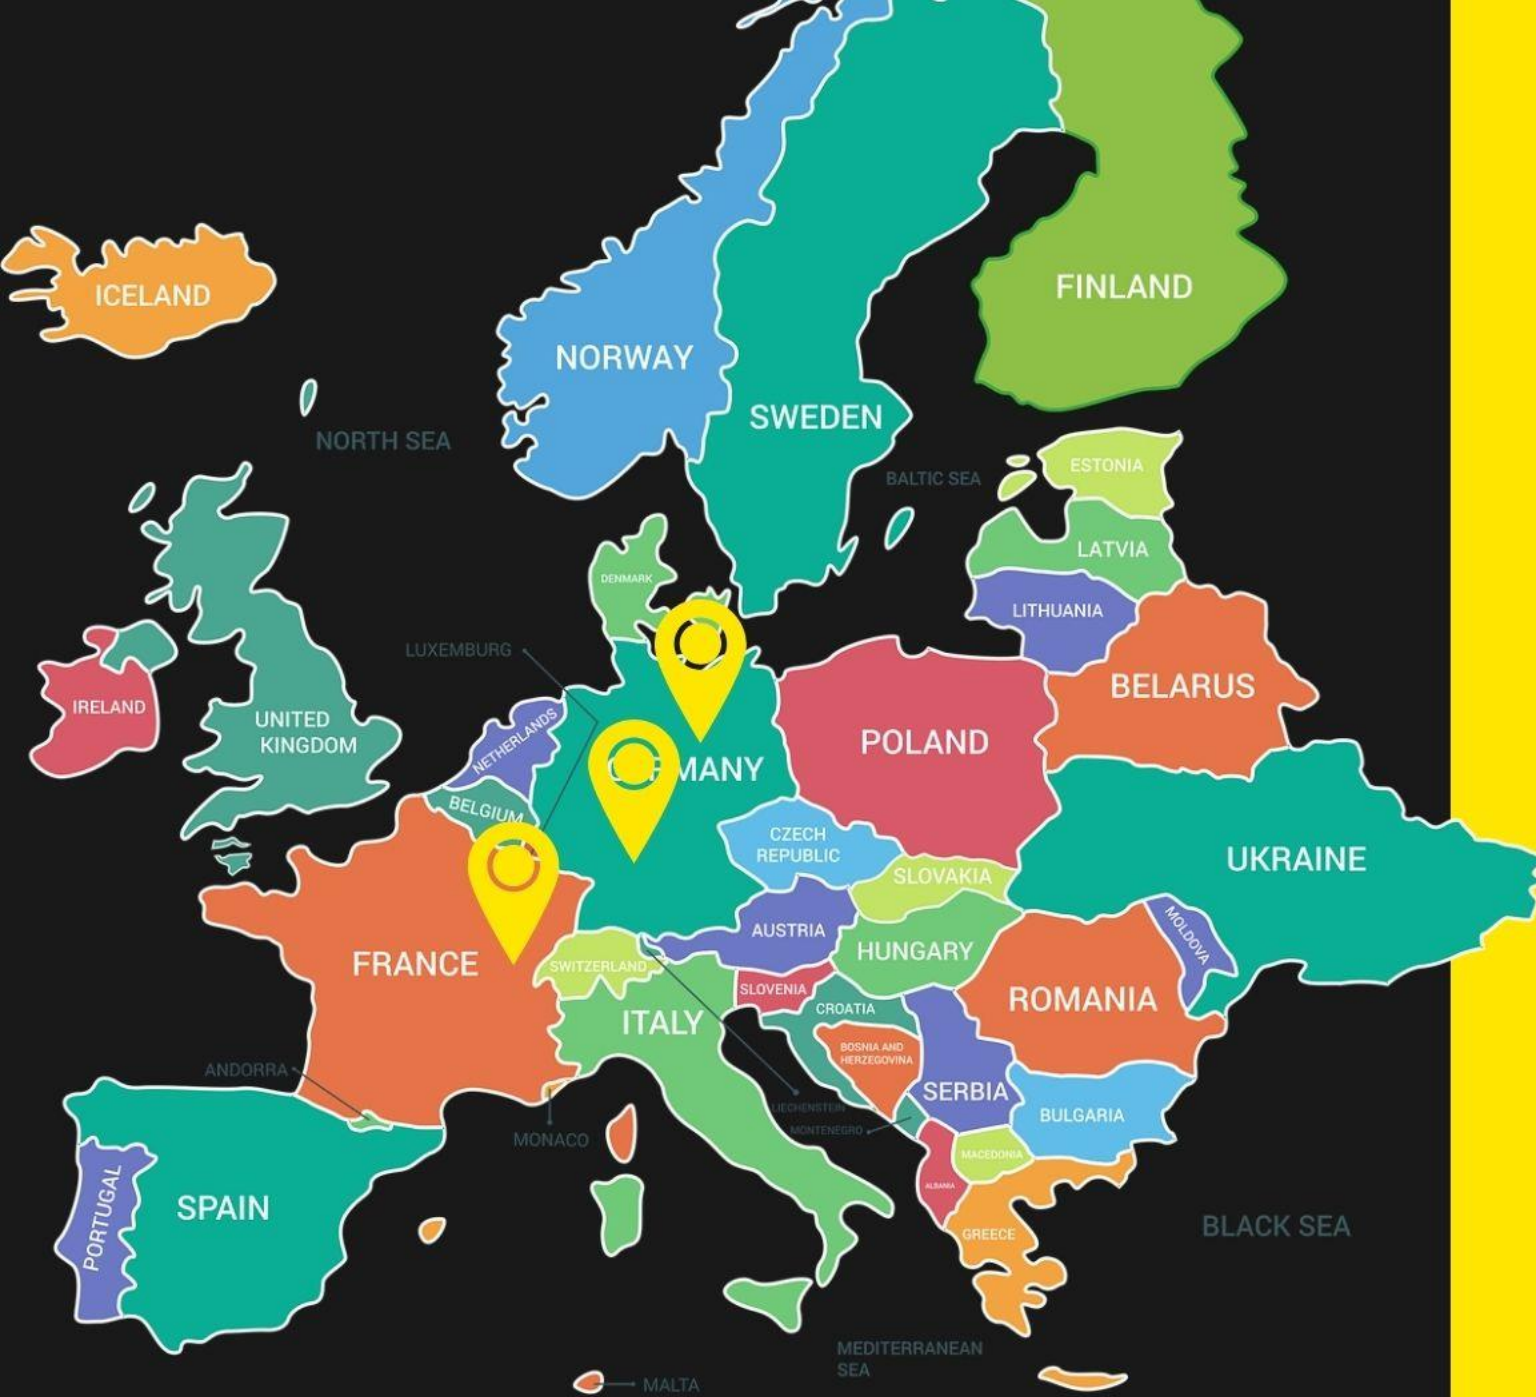 ICELAND
FINLAND
NORWAY
SWEDEN
NORTH SEA
ESTONIA
BALTIC SEA
LATVIA
DENMARK
LITHUANIA
LUXEMBURG
BELARUS
IRELAND
UNITED
KINGDOM
NETHERLANDS
POLAND
MANY
BELGIUM
CZECH
REPUBLIC
UKRAINE
SLOVAKIA
AUSTRIA
MOLDOVA
HUNGARY
FRANCE
SWITZERLAND
SLOVENIA
ROMANIA
CROATIA
ITALY
BOSNIA AND
HERZEGOVINA
ANDORRA
SERBIA
LIECHENSTEIN
BULGARIA
MONTENEGRO
MONACO
MACEDONIA
ALBANIA
PORTUGAL
SPAIN
BLACK SEA
GREECE
MEDITERRANEAN
SEA
MALTA